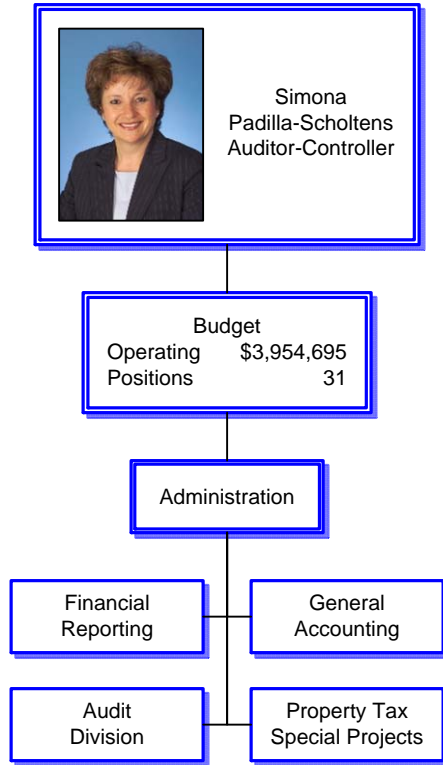 Simona
Padilla-Scholtens
Auditor-Controller
Budget
Operating $3,954,695
Positions 31
Administration
Financial
Reporting
General
Accounting
Audit
Division
Property Tax
Special Projects